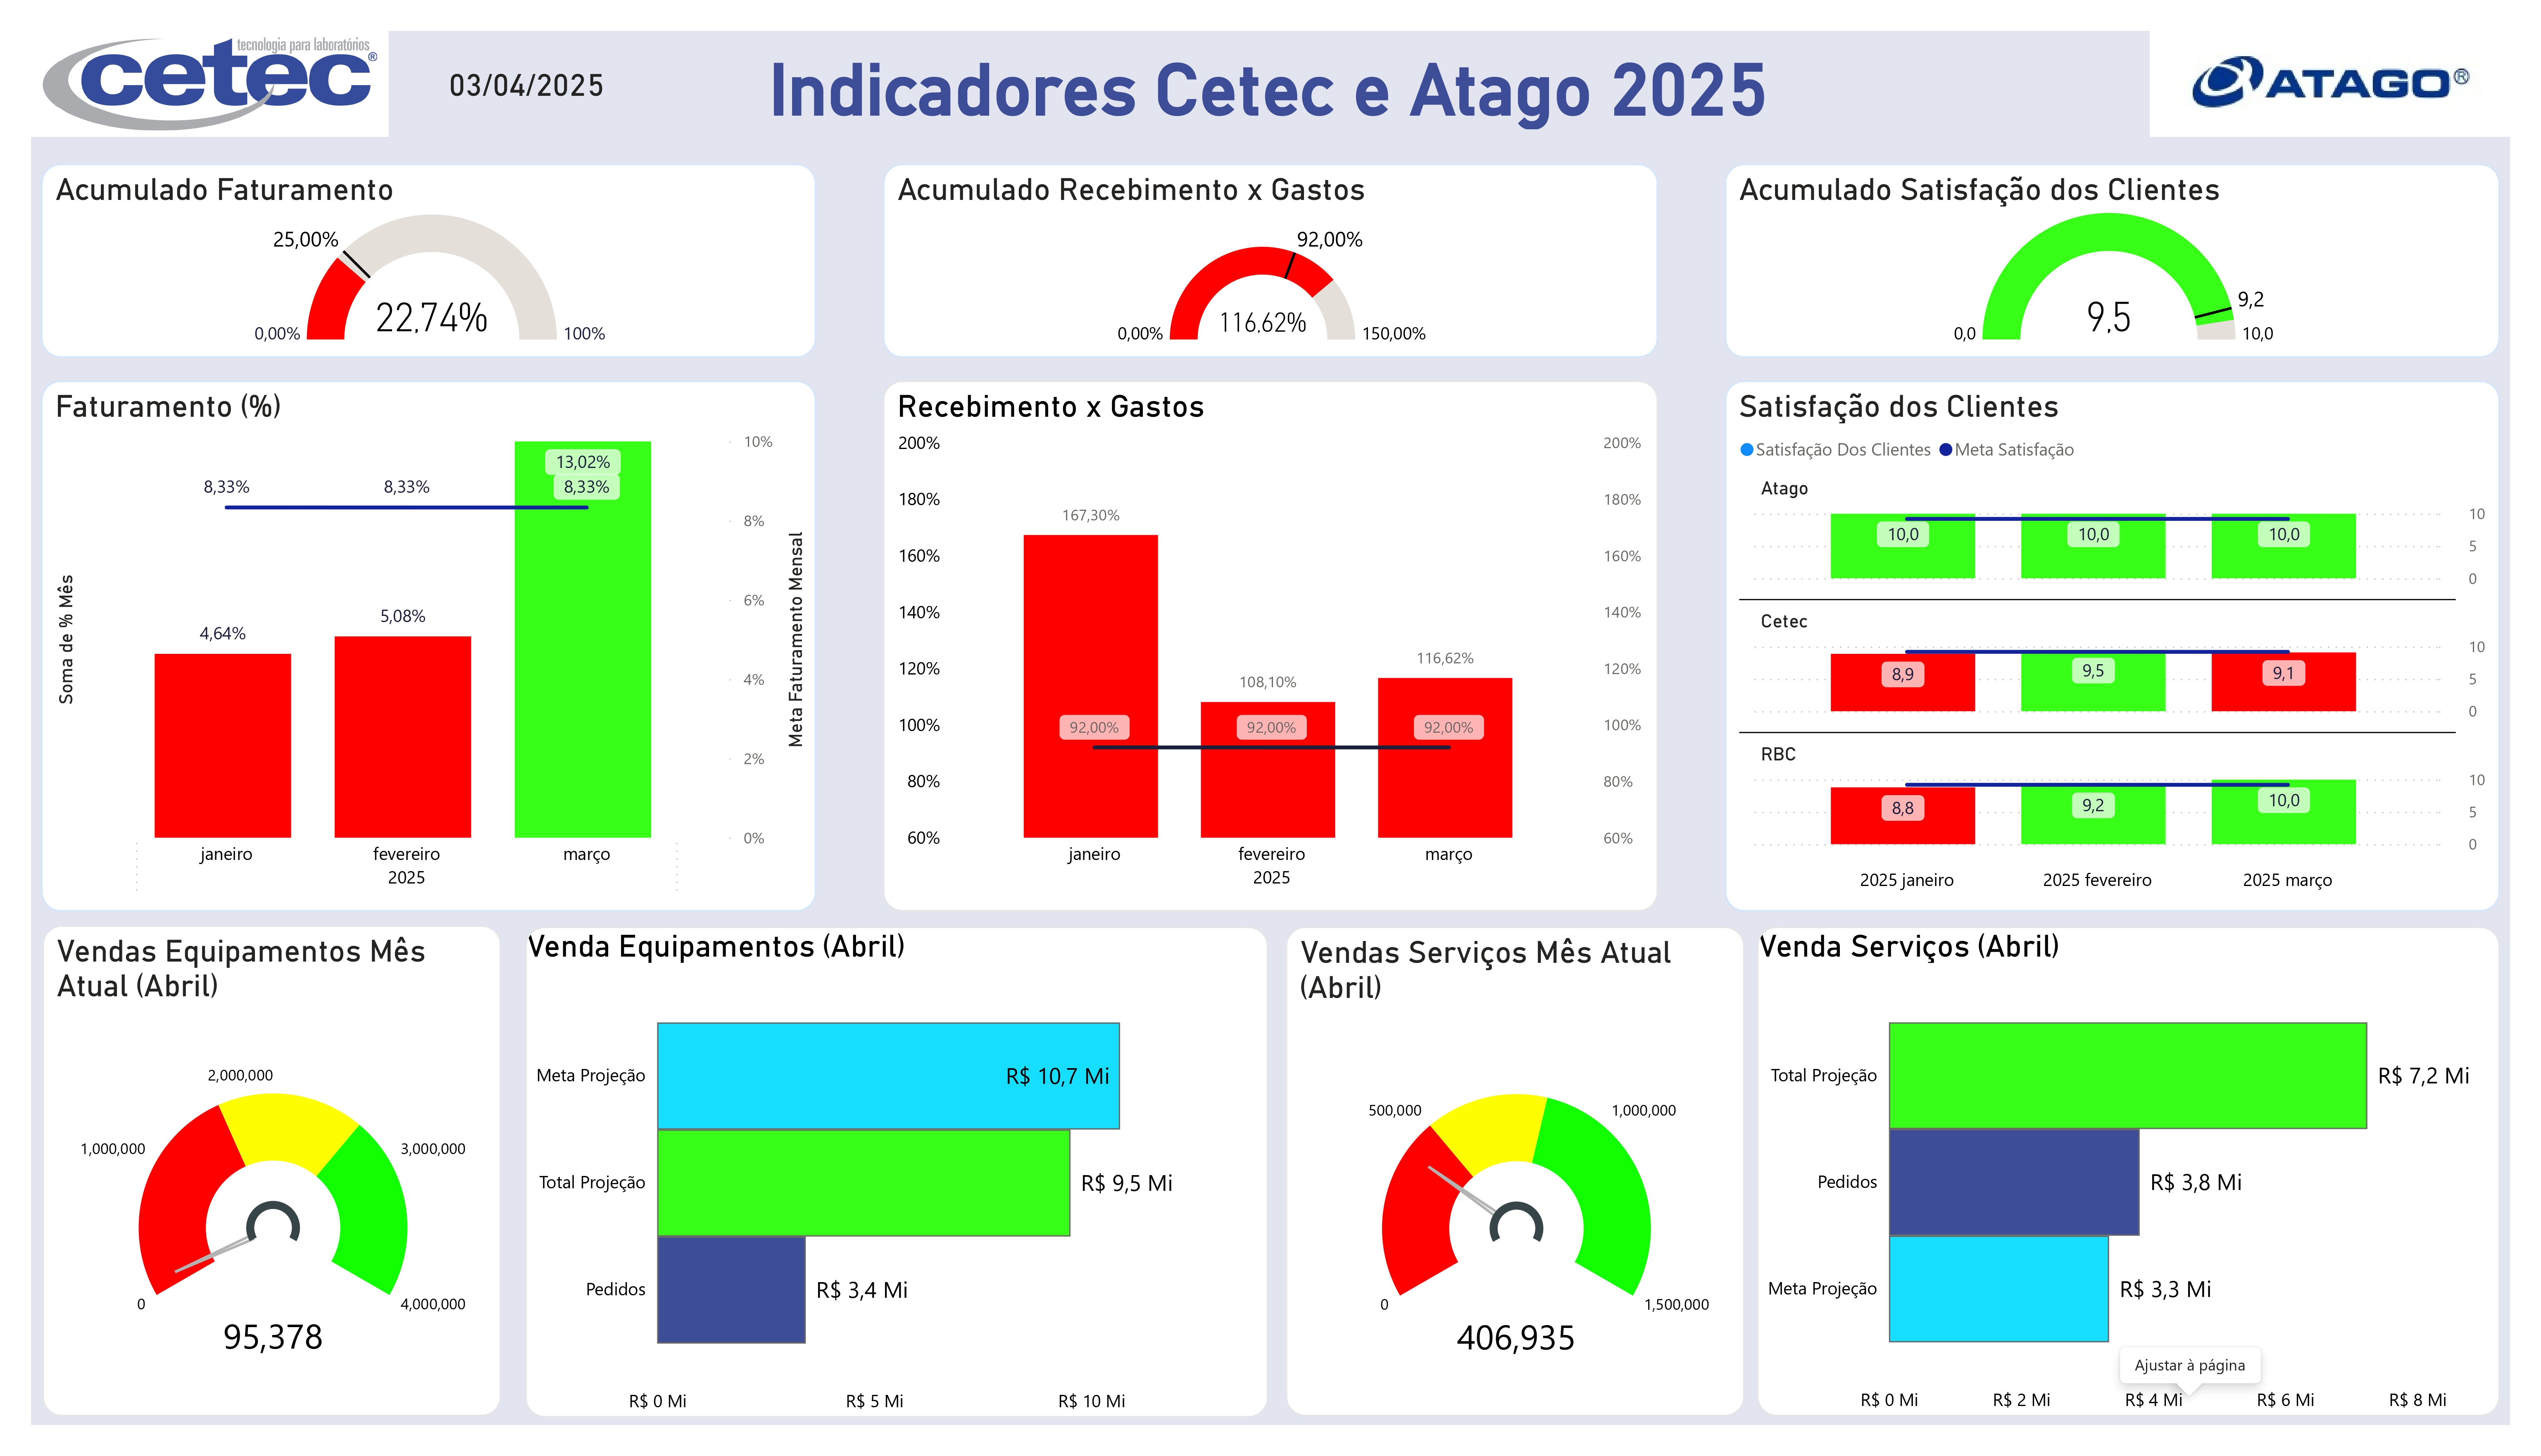 tecnologia para laboratórios
cetec®
03/04/2025
Indicadores Cetec e Atago 2025
ATAGO®
Acumulado Faturamento
25,00%
22,74%
0,00%
100%
Acumulado Recebimento x Gastos
92,00%
116,62%
0,00%
150,00%
Acumulado Satisfação dos Clientes
9,2
9,5
0,0
10,0
Faturamento (%)
10%
13,02%
8,33%
8,33%
8,33%
8%
6%
5,08%
4,64%
4%
2%
0%
Soma de % Mês
Meta Faturamento Mensal
janeiro
fevereiro
março
2025
Recebimento x Gastos
200%
200%
180%
180%
167,30%
160%
160%
140%
140%
120%
116,62%
120%
108,10%
100%
92,00%
92,00%
92,00%
100%
80%
80%
60%
60%
janeiro
fevereiro
março
2025
Satisfação dos Clientes
Satisfação Dos Clientes
Meta Satisfação
Atago
10
10,0
10,0
10,0
5
0
Cetec
10
8,9
9,5
9,1
5
0
RBC
10
8,8
9,2
10,0
5
0
2025 janeiro
2025 fevereiro
2025 março
Vendas Equipamentos Mês
Atual (Abril)
2,000,000
1,000,000
3,000,000
0
4,000,000
95,378
Venda Equipamentos (Abril)
Meta Projeção
R$ 10,7 Mi
Total Projeção
R$ 9,5 Mi
Pedidos
R$ 3,4 Mi
R$ 0 Mi
R$ 5 Mi
R$ 10 Mi
Vendas Serviços Mês Atual
(Abril)
500,000
1,000,000
0
1,500,000
406,935
Venda Serviços (Abril)
Total Projeção
R$ 7,2 Mi
Pedidos
R$ 3,8 Mi
Meta Projeção
R$ 3,3 Mi
Ajustar à página
R$ 0 Mi
R$ 2 Mi
R$ 4 Mi
R$ 6 Mi
R$ 8 Mi